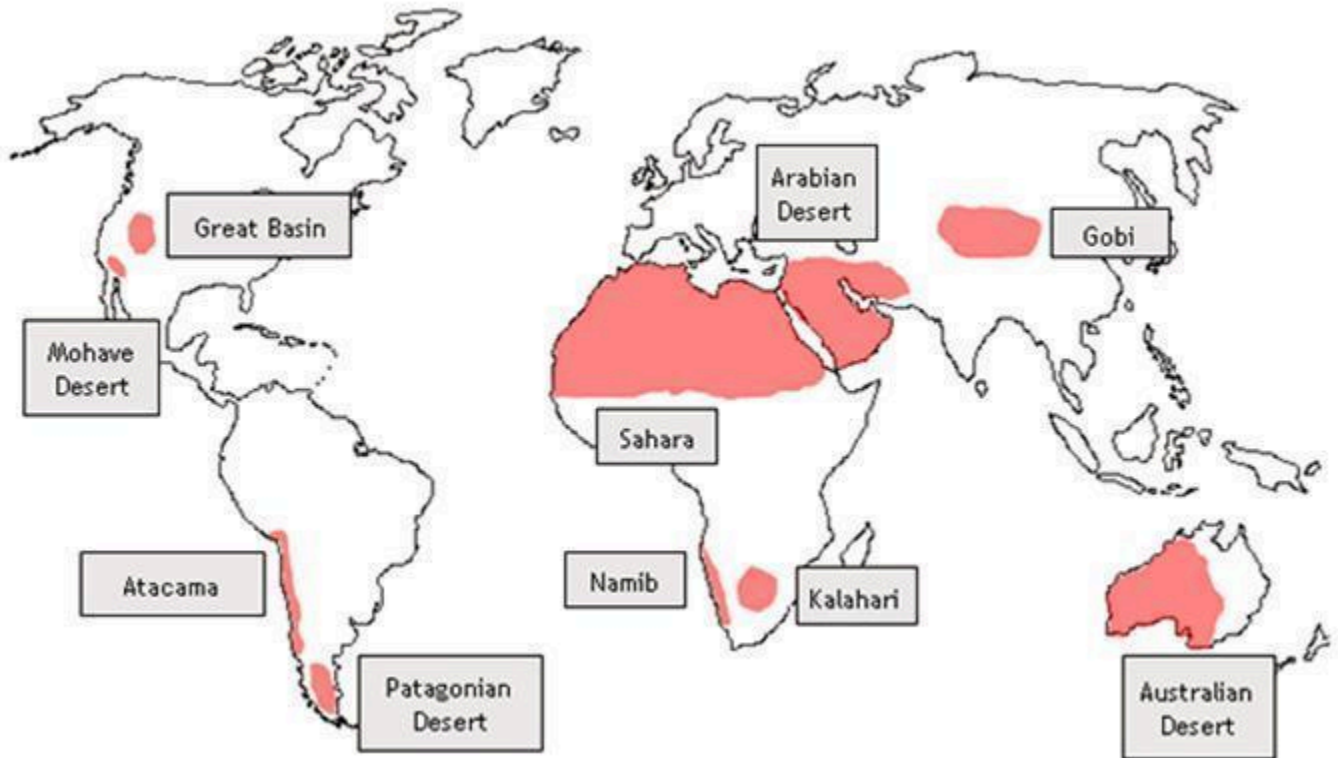 Arabian
Desert
Great Basin
Gobi
Mohave
Desert
Sahara
Atacama
Namib
Kalahari
Patagonian
Desert
Australian
Desert